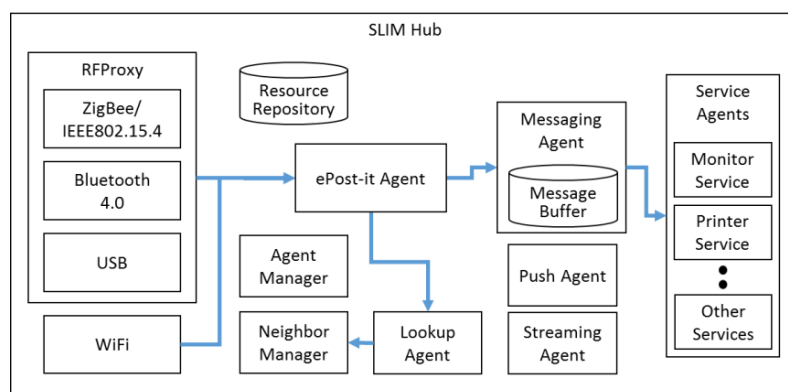 SLIM Hub
RFProxy
ZigBee/
IEEE802.15.4
Bluetooth
4.0
USB
WiFi
Resource
Repository
ePost-it Agent
Agent
Manager
Neighbor
Manager
Lookup
Agent
Messaging
Agent
Message
Buffer
Push Agent
Streaming
Agent
Service
Agents
Monitor
Service
Printer
Service
Other
Services